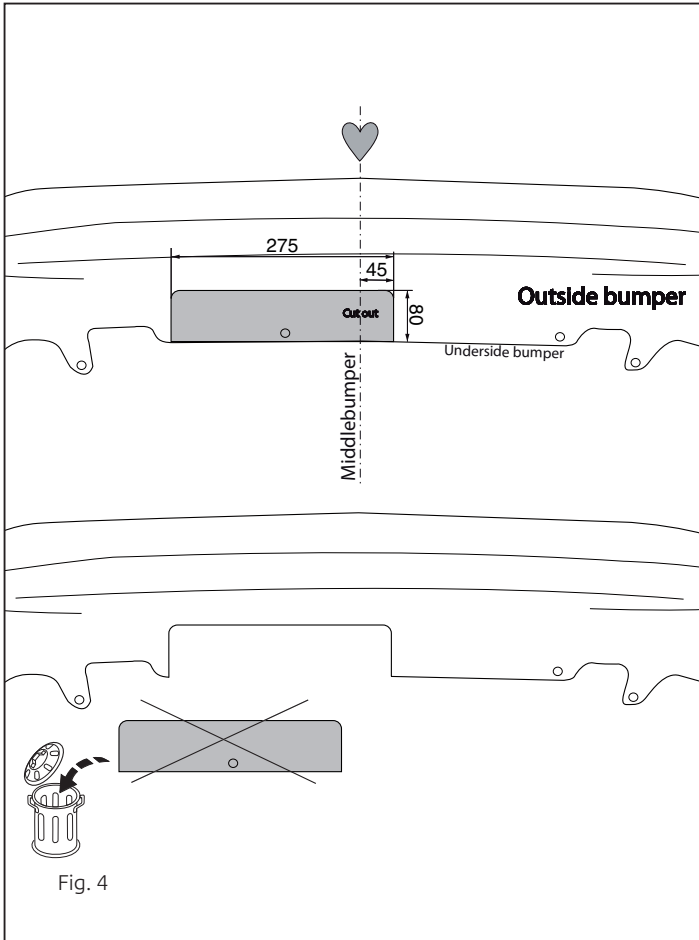 275
45
Cut out
80
Outside bumper
Underside bumper
Middlebumper
Fig. 4